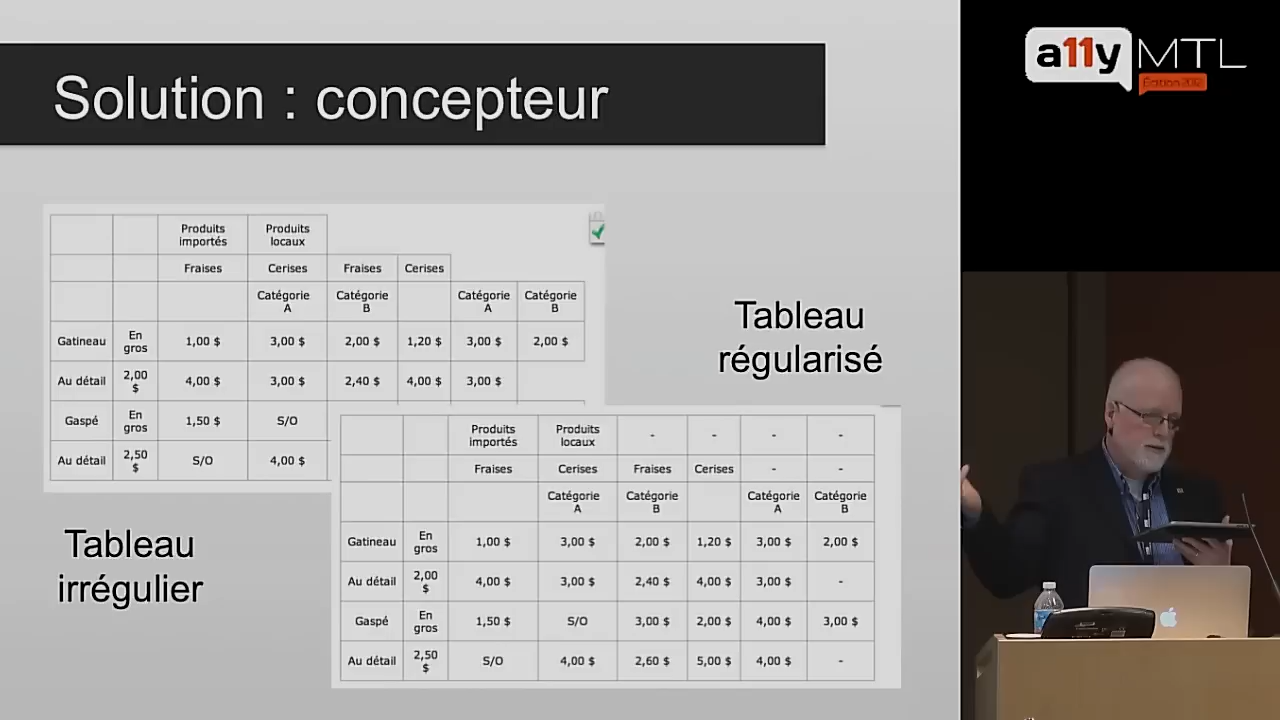 Solution : concepteur
a11y MTL
Édition 2012
Produits importés Produits locaux
Fraises Cerises Fraises Cerises
Catégorie A Catégorie B Catégorie A Catégorie B
Gatineau En gros 1,00 $ 3,00 $ 2,00 $ 1,20 $ 3,00 $ 2,00 $
Au détail 2,00 $ 4,00 $ 3,00 $ 2,40 $ 4,00 $ 3,00 $
Gaspé En gros 1,50 $ S/O
Au détail 2,50 $ S/O 4,00 $
Tableau
irrégulier
Tableau
régularisé
Produits importés Produits locaux - - - -
Fraises Cerises Fraises Cerises - -
Catégorie A Catégorie B Catégorie A Catégorie B
Gatineau En gros 1,00 $ 3,00 $ 2,00 $ 1,20 $ 3,00 $ 2,00 $
Au détail 2,00 $ 4,00 $ 3,00 $ 2,40 $ 4,00 $ 3,00 $ -
Gaspé En gros 1,50 $ S/O 3,00 $ 2,00 $ 4,00 $ 3,00 $
Au détail 2,50 $ S/O 4,00 $ 2,60 $ 5,00 $ 4,00 $ -